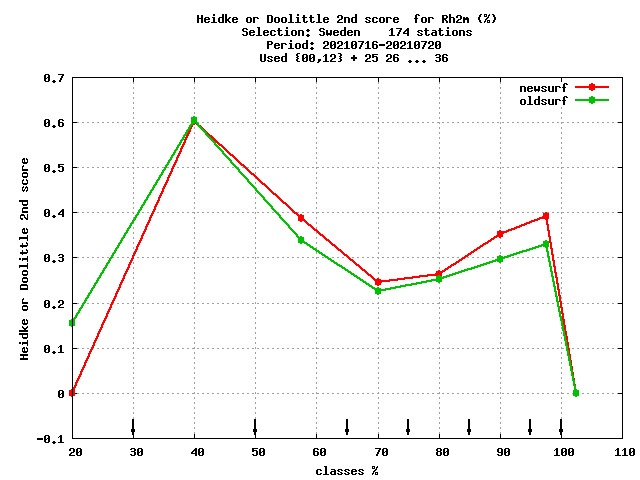 Heidke or Doolittle 2nd score  for Rh2m (%)
Selection: Sweden    174 stations
Period: 20210716-20210720
Used {00,12} + 25 26 ... 36
newsurf
oldsurf
Heidke or Doolittle 2nd score
0.7
0.6
0.5
0.4
0.3
0.2
0.1
0
-0.1
20 30 40 50 60 70 80 90 100 110
classes %